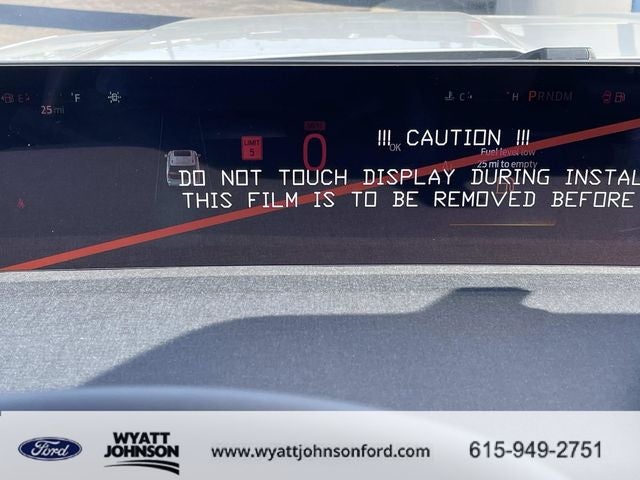 E F C H PRNDM
25 mi
LIMIT 5 0 !!! CAUTION !!!
OK Fuel level low
25 mi to empty
DO NOT TOUCH DISPLAY DURING INSTAL
THIS FILM IS TO BE REMOVED BEFORE
Ford WYATT JOHNSON www.wyattjohnsonford.com 615-949-2751